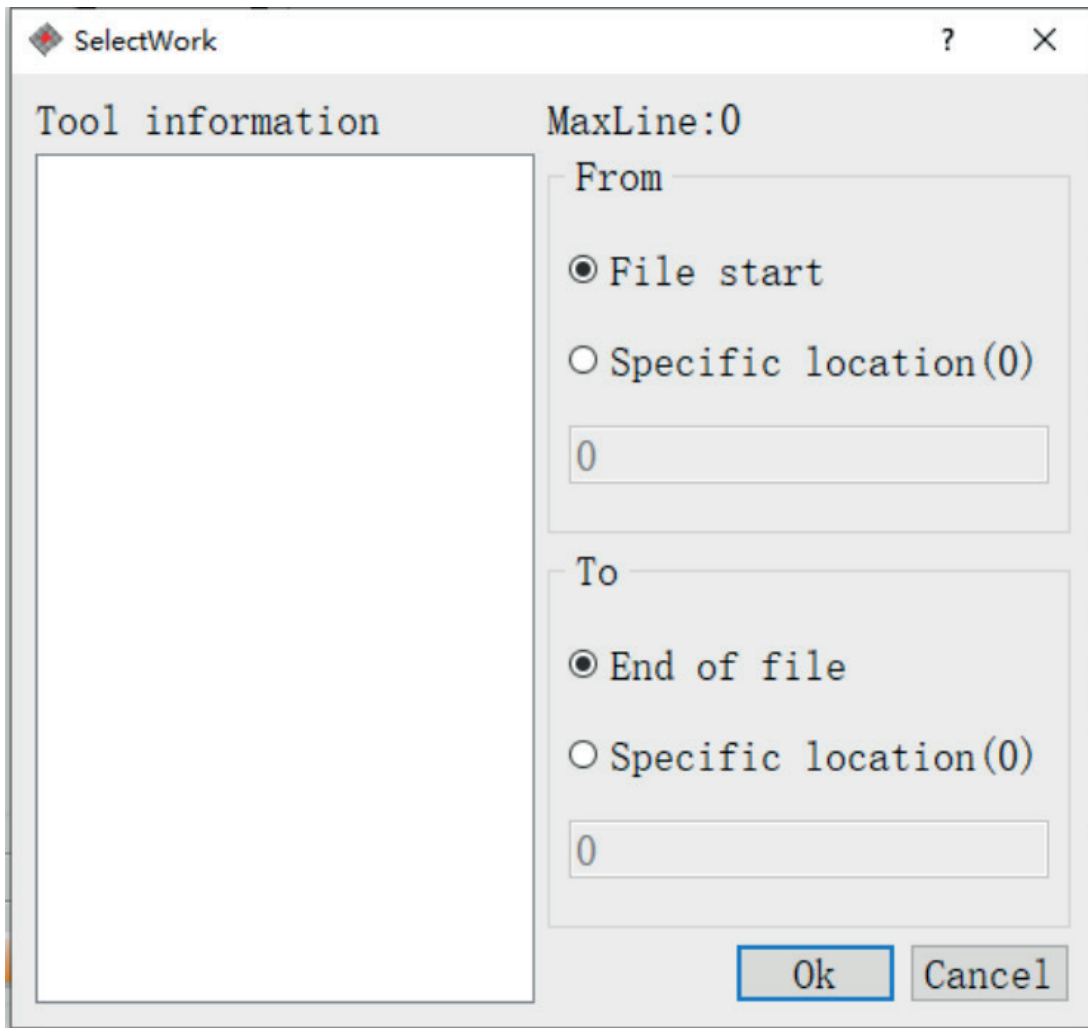 SelectWork
Tool information
MaxLine:0
From
File start
Specific location(0)
0
To
End of file
Specific location(0)
0
Ok
Cancel